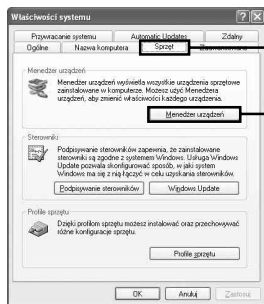 Właściwości systemu
Przywracanie systemu
Automatic Updates
Zdalny
Ogólne
Nazwa komputera
Sprzęt
Menedżer urządzeń
Menedżer urządzeń wyświetla wszystkie urządzenia sprzętowe
zainstalowane w komputerze. Możesz użyć Menedżera
urządzeń, aby zmienić właściwości każdego urządzenia.
Menedżer urządzeń
Sterowniki
Podpisywanie sterowników zapewnia, że zainstalowane
sterowniki są zgodne z systemem Windows. Usługa Windows
Update pozwala skonfigurować sposób, w jaki system
Windows ma się z nią łączyć w celu uzyskania sterowników.
Podpisywanie sterowników
Windows Update
Profile sprzętu
Dzięki profilom sprzętu możesz instalować oraz przechowywać
różne konfiguracje sprzętu.
Profile sprzętu
OK
Anuluj
Zastosuj